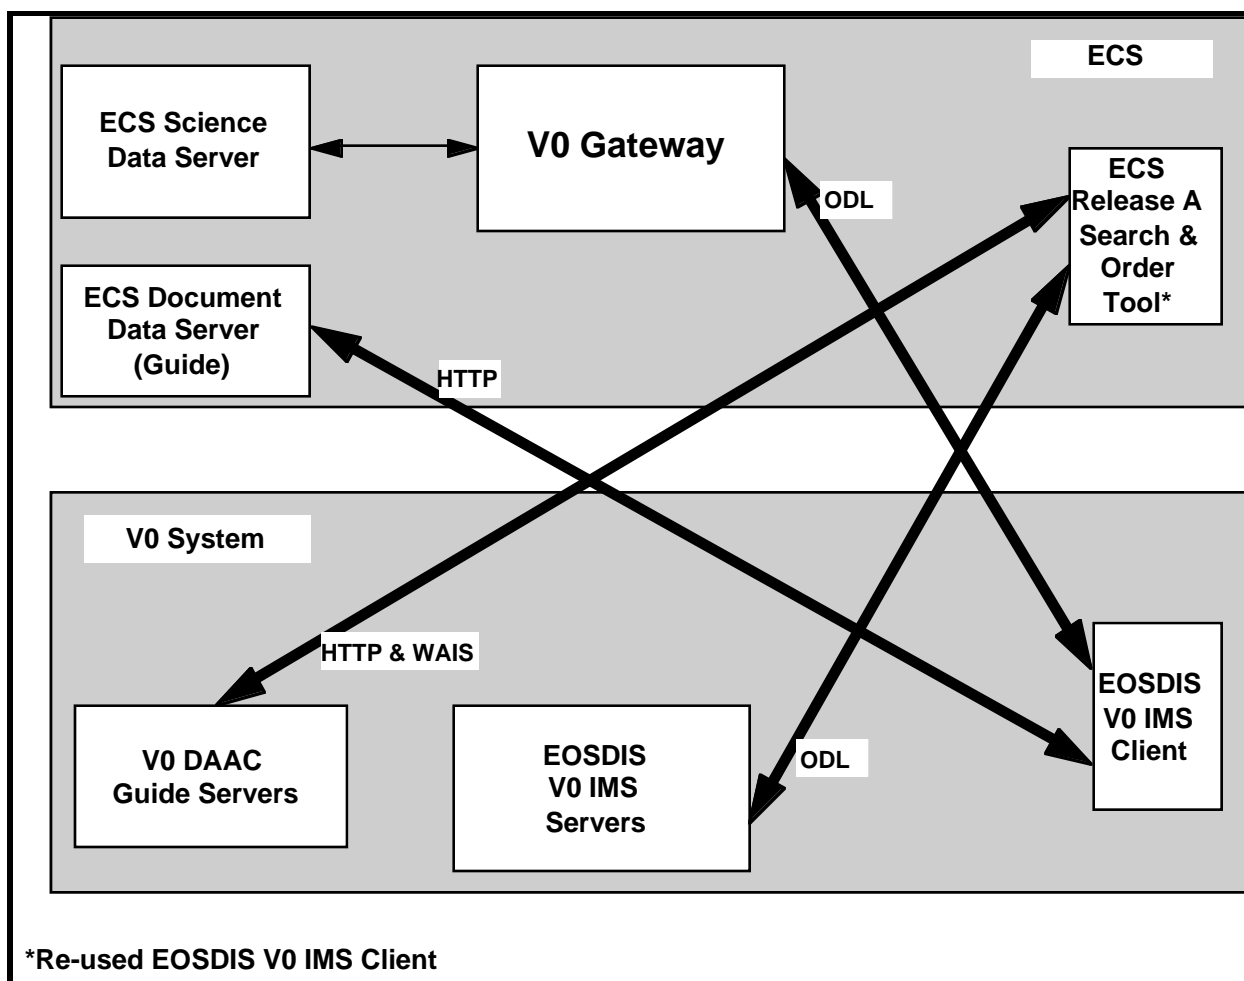 ECS
ECS Science
Data Server
V0 Gateway
ECS
Release A
Search &
Order
Tool*
ODL
ECS Document
Data Server
(Guide)
HTTP
V0 System
HTTP & WAIS
EOSDIS
V0 IMS
Client
V0 DAAC
Guide Servers
EOSDIS
V0 IMS
Servers
ODL
*Re-used EOSDIS V0 IMS Client